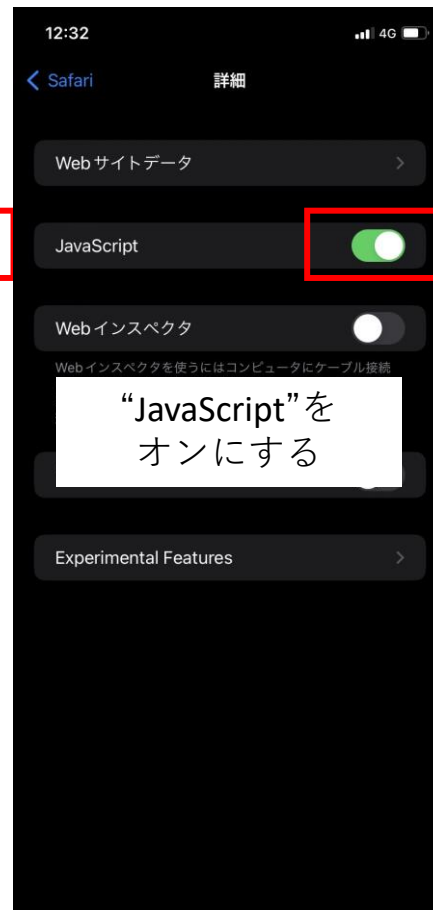 12:32
4G
Safari
詳細
Webサイトデータ
JavaScript
Webインスペクタ
Webインスペクタを使うにはコンピュータにケーブル接続
“JavaScript”を
オンにする
Experimental Features